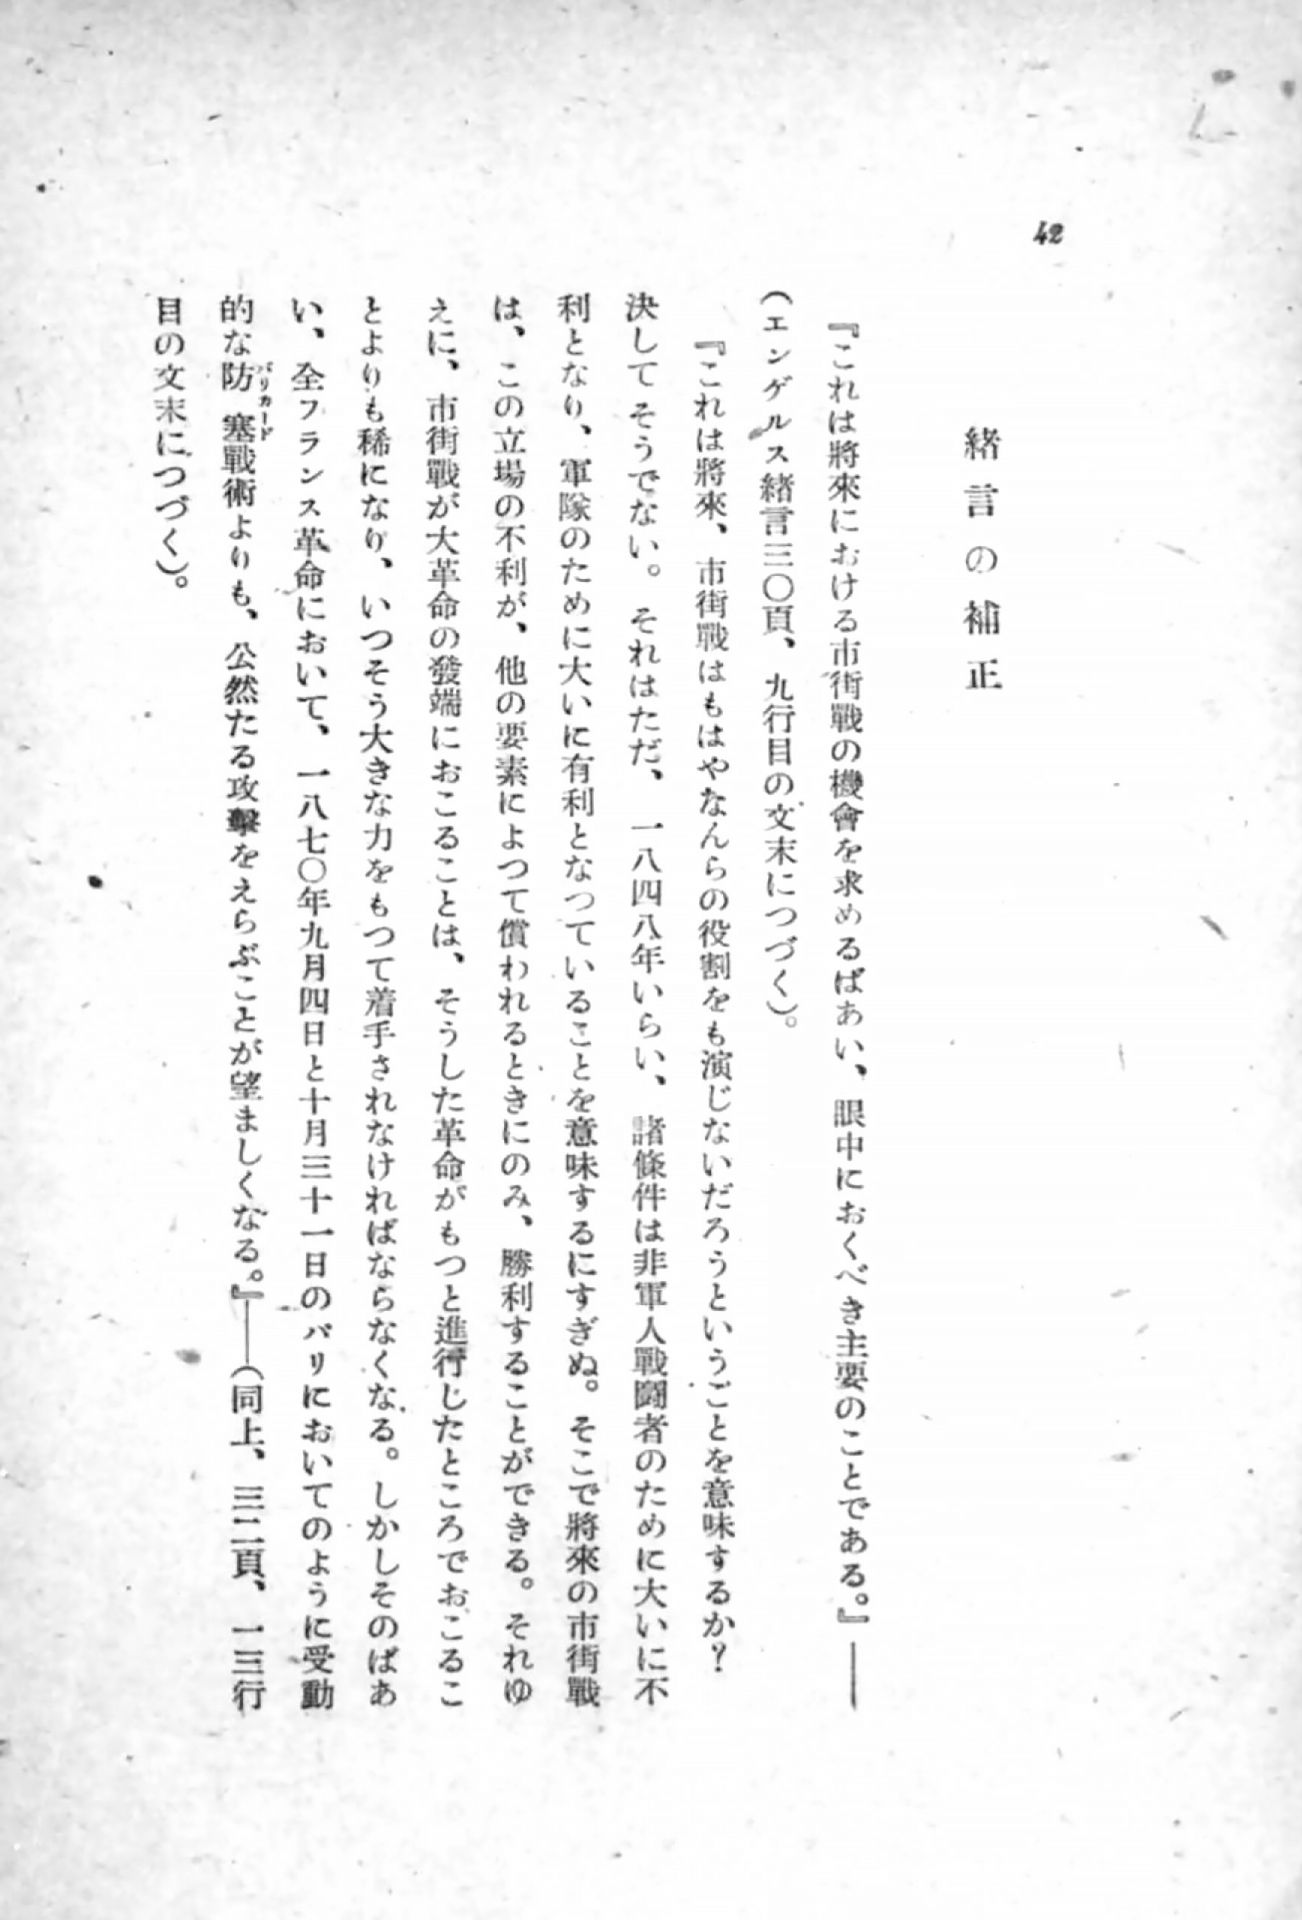 42
緒言の補正
『これは將來における市街戰の機會を求めるばあい、眼中におくべき主要のことである。』――
(エンゲルス緒言三〇頁、九行目の文末につづく)。
『これは將來、市街戰はもはやなんらの役割をも演じないだろうということを意味するか？
決してそうでない。それはただ、一八四八年いらい、諸條件は非軍人戰鬪者のために大いに不
利となり、軍隊のために大いに有利となつていることを意味するにすぎぬ。そこで將來の市街戰
は、この立場の不利が、他の要素によつて償われるときにのみ、勝利することができる。それゆ
えに、市街戰が大革命の發端におこることは、そうした革命がもつと進行じたところでおこるこ
とよりも稀になり、いつそう大きな力をもつて着手されなければならなくなる。しかしそのばあ
い、全フランス革命において、一八七〇年九月四日と十月三十一日のパリにおいてのように受動
的な防塞戰術よりも、公然たる攻擊をえらぶことが望ましくなる。』――(同上、三二頁、一三行
バリカード
目の文末につづく)。